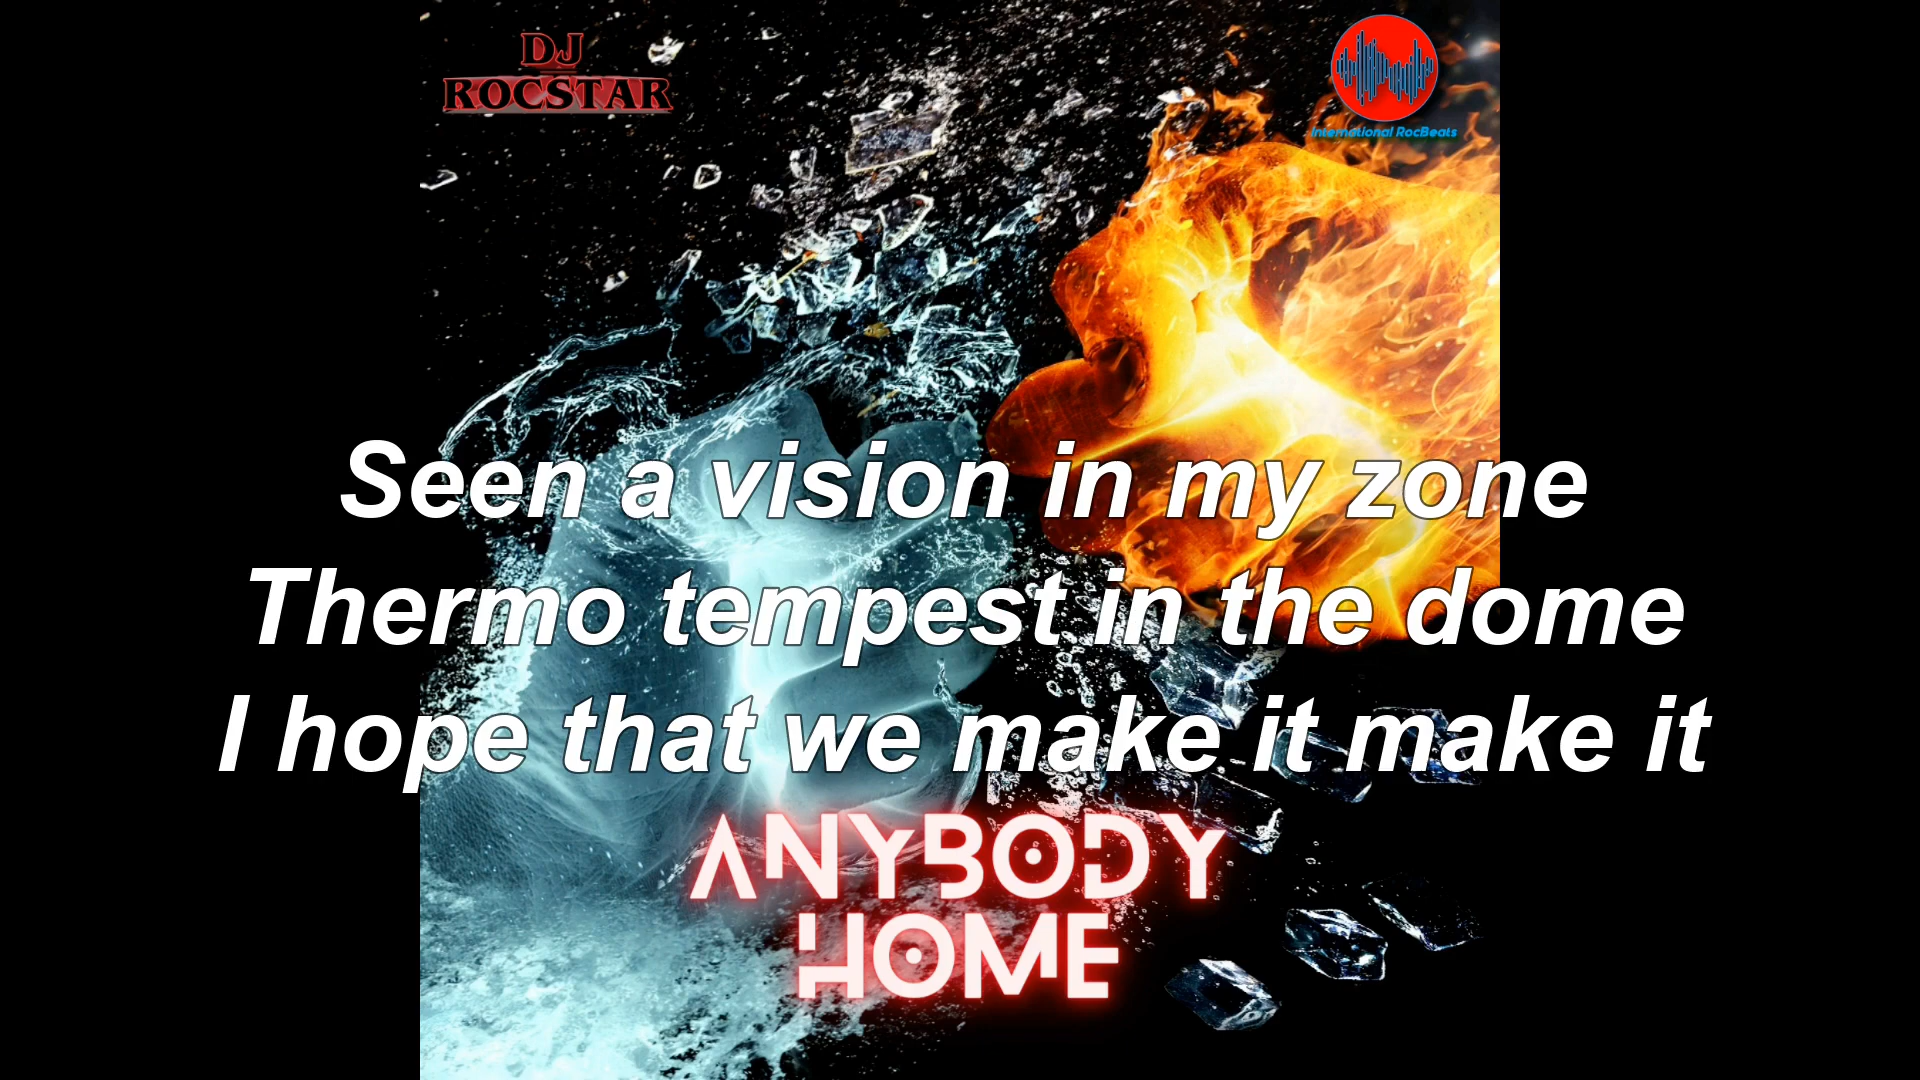 DJ
ROCSTAR
International RocBeats
Seen a vision in my zone
Thermo tempest in the dome
I hope that we make it make it
ANYBODY
HOME